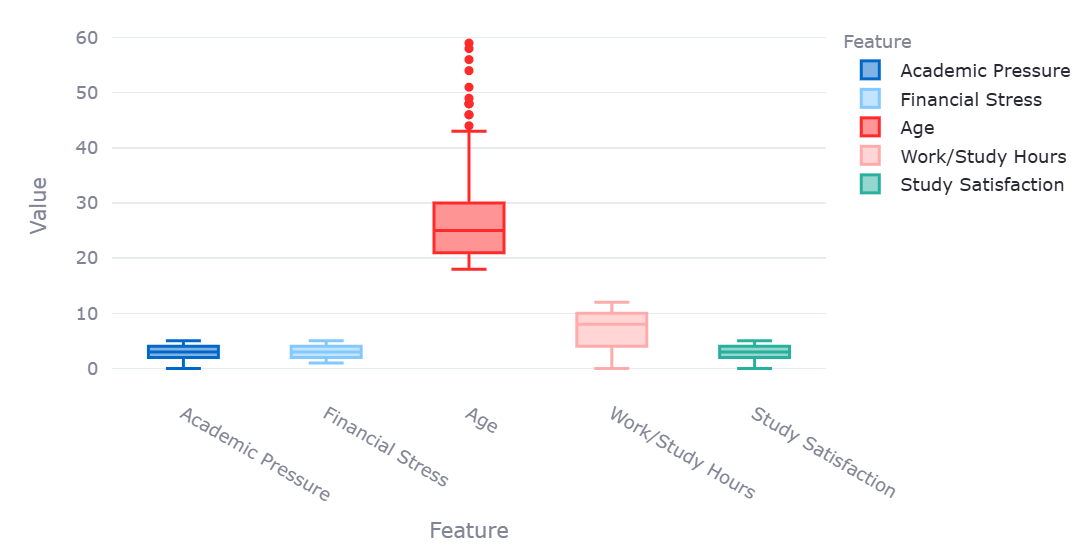 60
50
40
30
20
10
0
Value
Academic Pressure
Financial Stress
Age
Work/Study Hours
Study Satisfaction
Feature
Feature
Academic Pressure
Financial Stress
Age
Work/Study Hours
Study Satisfaction